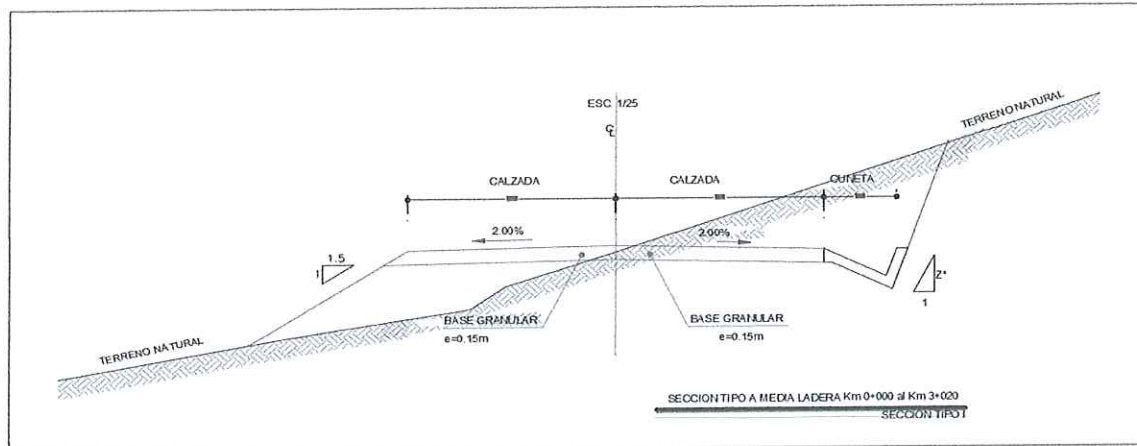 ESC. 1/25
CL
TERRENO NATURAL
CALZADA
CALZADA
CUNETA
2.00%
2.00%
1.5
1
Z*
1
BASE GRANULAR
e=0.15m
BASE GRANULAR
e=0.15m
TERRENO NATURAL
SECCION TIPO A MEDIA LADERA Km 0+000 al Km 3+020
SECCION TIPO I